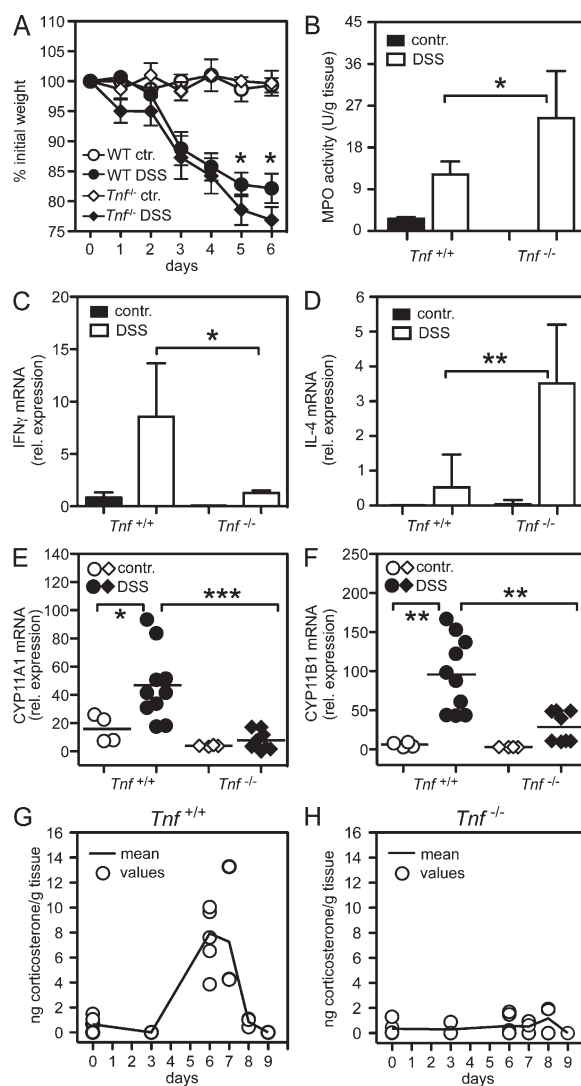 A
110
105
100
95
90
85
80
75
% initial weight
WT ctr.
WT DSS
Tnf-/- ctr.
Tnf-/- DSS
* *
0 1 2 3 4 5 6
days
B
45
36
27
18
9
0
MPO activity (U/g tissue)
contr.
DSS
*
Tnf +/+ Tnf -/-
C
20
15
10
5
0
IFNγ mRNA
(rel. expression)
contr.
DSS
*
Tnf +/+ Tnf -/-
D
6
5
4
3
2
1
0
IL-4 mRNA
(rel. expression)
contr.
DSS
**
Tnf +/+ Tnf -/-
E
140
120
100
80
60
40
20
0
CYP11A1 mRNA
(rel. expression)
contr.
DSS
* ***
Tnf +/+ Tnf -/-
F
250
200
150
100
50
0
CYP11B1 mRNA
(rel. expression)
contr.
DSS
** **
Tnf +/+ Tnf -/-
G Tnf +/+
16
14
12
10
8
6
4
2
0
ng corticosterone/g tissue
mean
values
0 1 2 3 4 5 6 7 8 9
days
H Tnf -/-
16
14
12
10
8
6
4
2
0
ng corticosterone/g tissue
mean
values
0 1 2 3 4 5 6 7 8 9
days